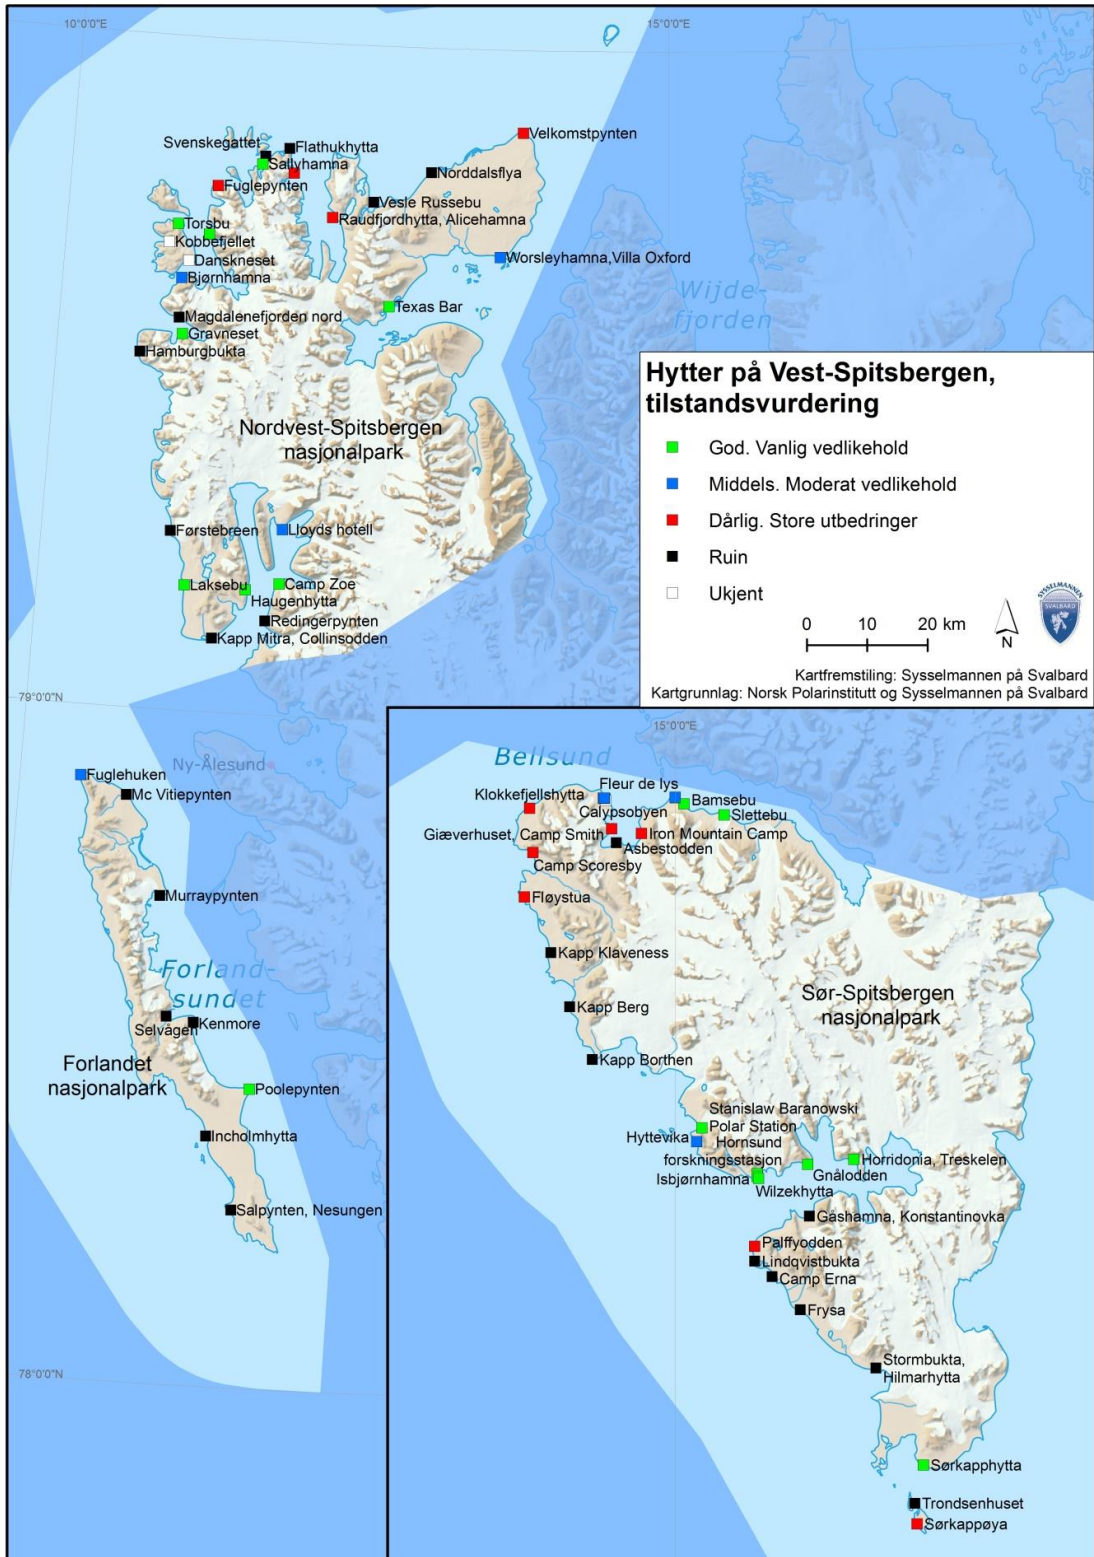 10°0'0"E
15°0'0"E
Svenskegattet
Flathukhytta
Velkomstpynten
Sallyhamna
Norddalsflya
Fuglepynten
Vesle Russebu
Raudfjordhytta, Alicehamna
Torsbu
Kobbefjellet
Danskneset
Worsleyhamna,Villa Oxford
Bjørnhamna
Wijde-
fjorden
Texas Bar
Magdalenefjorden nord
Gravneset
Hamburgbukta
Hytter på Vest-Spitsbergen,
tilstandsvurdering
God. Vanlig vedlikehold
Middels. Moderat vedlikehold
Dårlig. Store utbedringer
Ruin
Ukjent
0 10 20 km
N
SYSSELMANNEN
SVALBARD
Kartfremstiling: Sysselmannen på Svalbard
Kartgrunnlag: Norsk Polarinstitutt og Sysselmannen på Svalbard
Nordvest-Spitsbergen
nasjonalpark
Førstebreen
Lloyds hotell
Laksebu
Camp Zoe
Haugenhytta
Redingerpynten
Kapp Mitra, Collinsodden
79°0'0"N
Ny-Ålesund
Fuglehuken
Mc Vitiepynten
Murraypynten
Forland-
sundet
Selvågen
Kenmore
Forlandet
nasjonalpark
Poolepynten
Incholmhytta
Salpynten, Nesungen
78°0'0"N
15°0'0"E
Bellsund
Fleur de lys
Klokkefjellshytta
Bamsebu
Calypsobyen
Slettebu
Giæverhuset, Camp Smith
Iron Mountain Camp
Asbestodden
Camp Scoresby
Fløystua
Kapp Klaveness
Sør-Spitsbergen
nasjonalpark
Kapp Berg
Kapp Borthen
Stanislaw Baranowski
Polar Station
Hyttevika
Hornsund
forskningsstasjon
Horridonia, Treskelen
Gnålodden
Isbjørnhamna
Wilzekhytta
Gåshamna, Konstantinovka
Palffyodden
Lindqvistbukta
Camp Erna
Frysa
Stormbukta,
Hilmarhytta
Sørkapphytta
Trondsenhuset
Sørkappøya